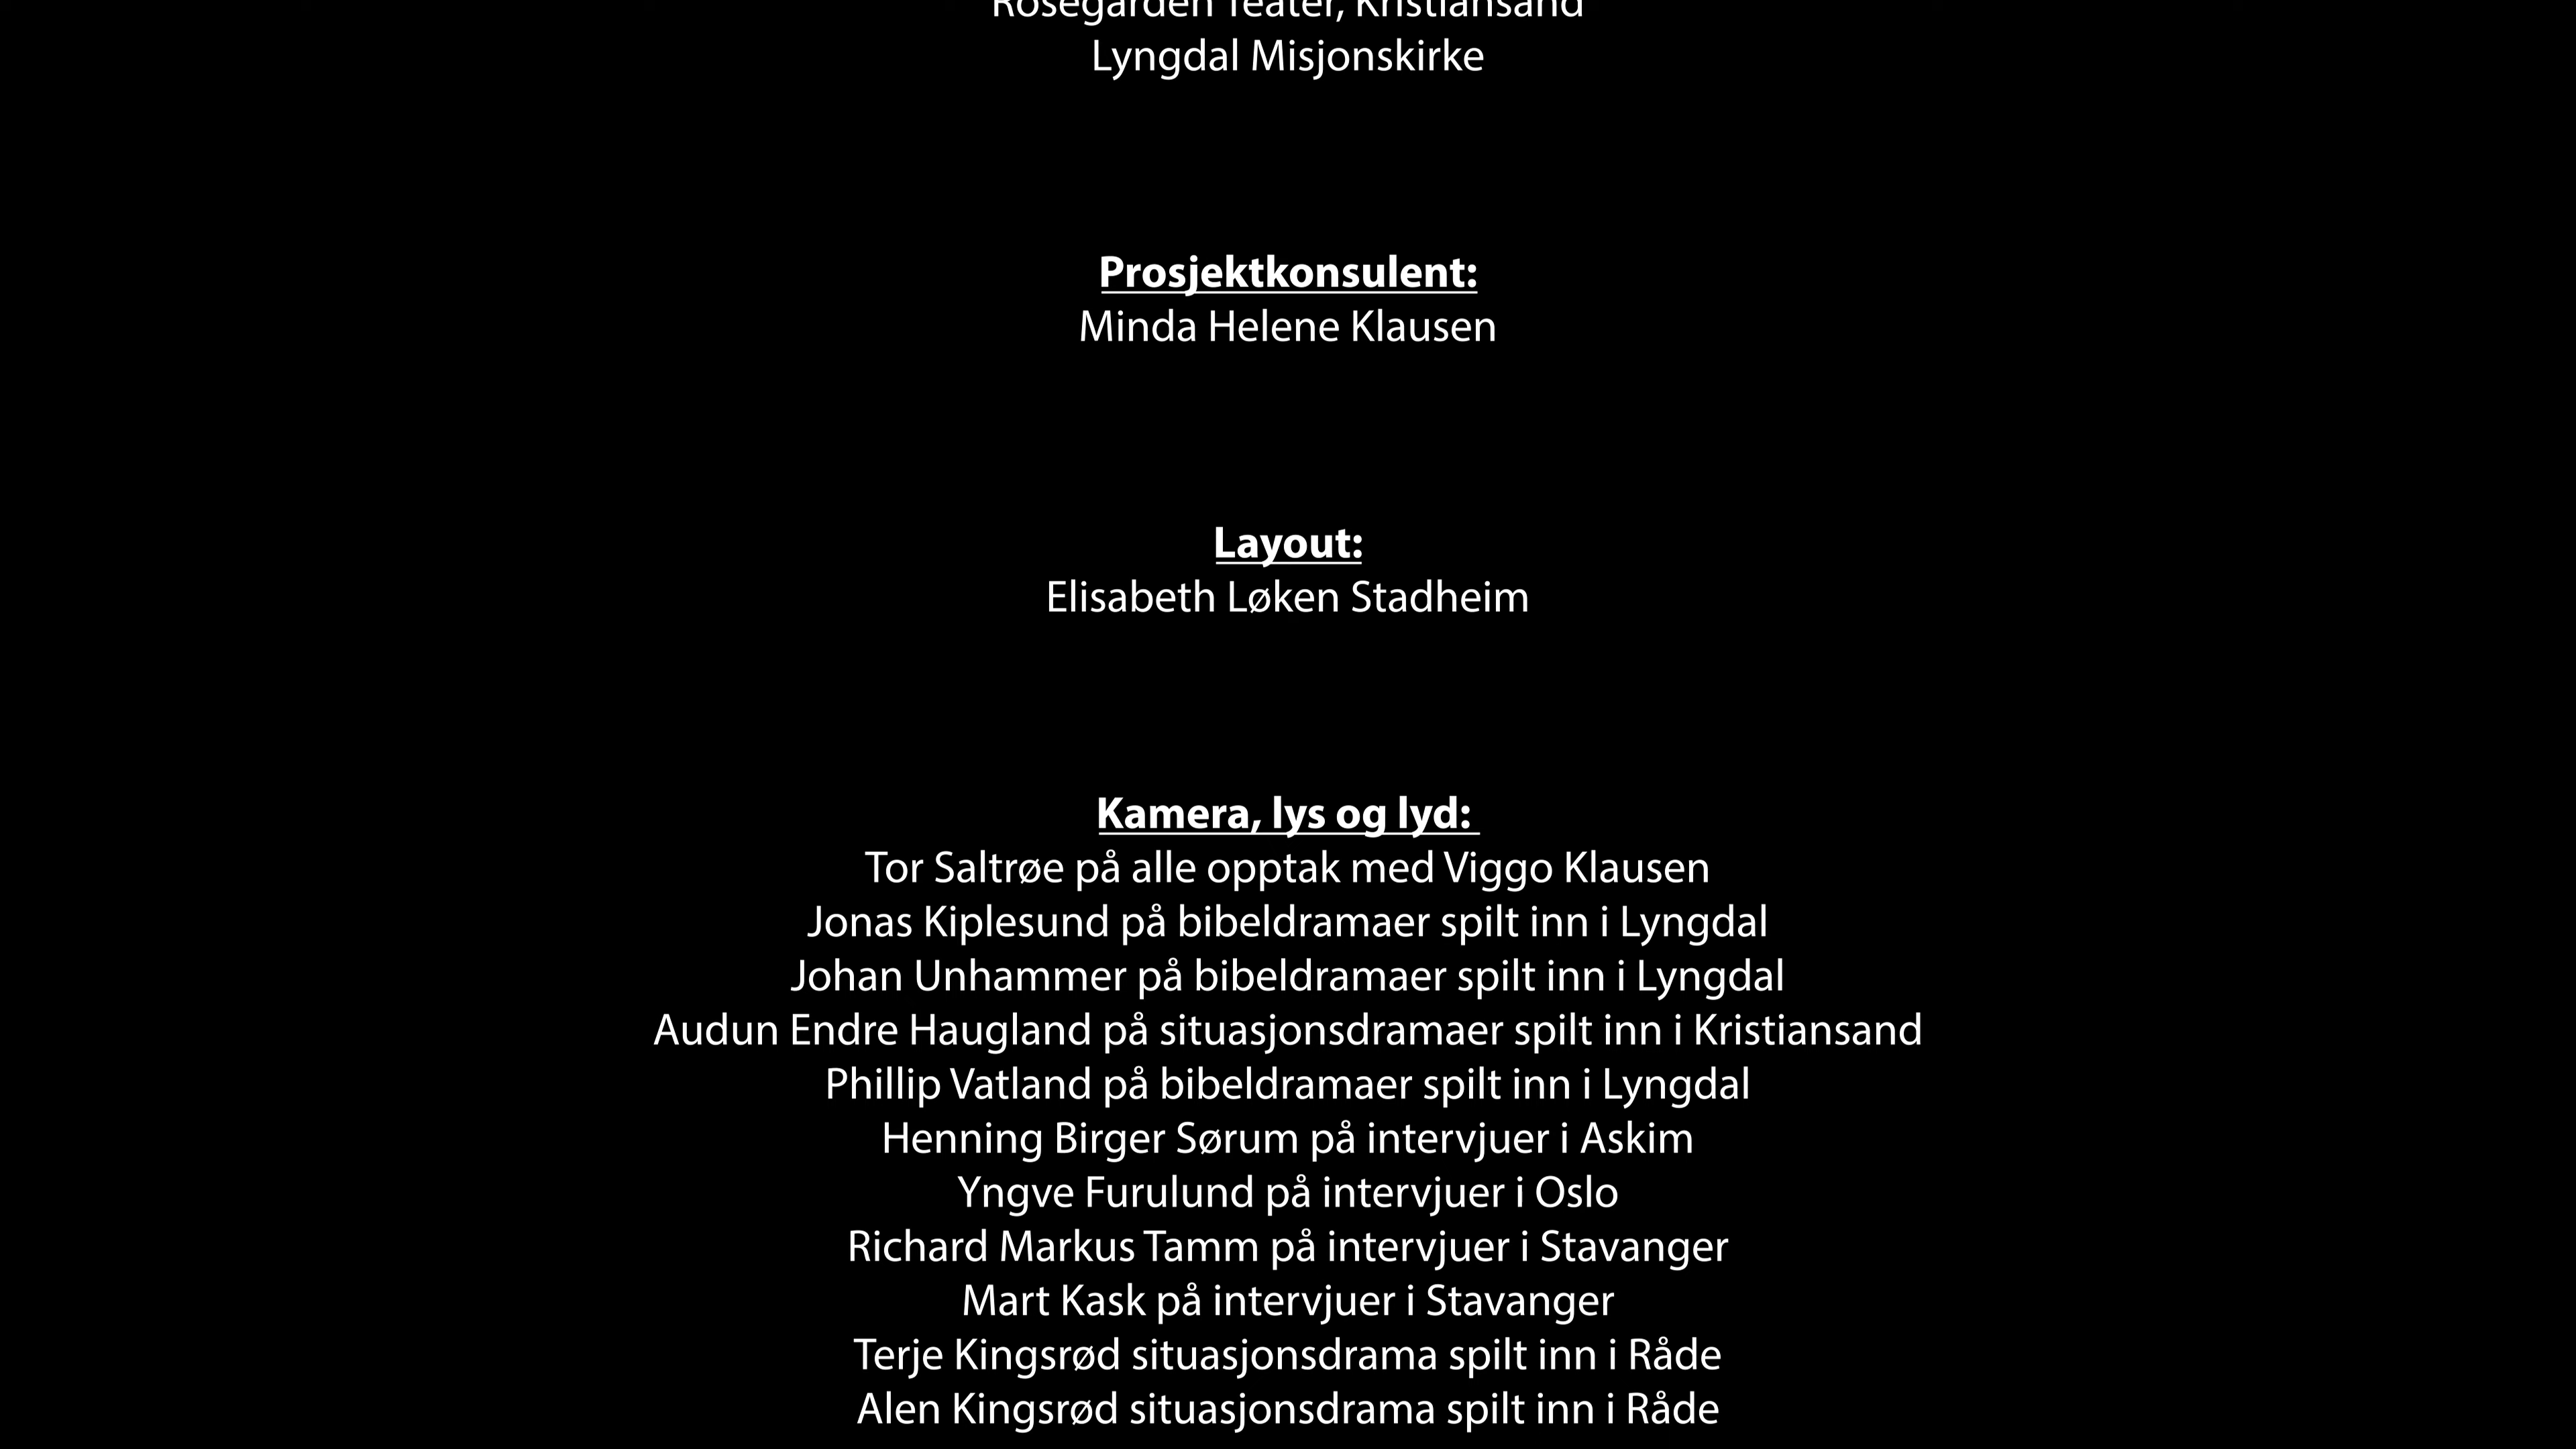 Rosegården Teater, Kristiansand
Lyngdal Misjonskirke
Prosjektkonsulent:
Minda Helene Klausen
Layout:
Elisabeth Løken Stadheim
Kamera, lys og lyd:
Tor Saltrøe på alle opptak med Viggo Klausen
Jonas Kiplesund på bibeldramaer spilt inn i Lyngdal
Johan Unhammer på bibeldramaer spilt inn i Lyngdal
Audun Endre Haugland på situasjonsdramaer spilt inn i Kristiansand
Phillip Vatland på bibeldramaer spilt inn i Lyngdal
Henning Birger Sørum på intervjuer i Askim
Yngve Furulund på intervjuer i Oslo
Richard Markus Tamm på intervjuer i Stavanger
Mart Kask på intervjuer i Stavanger
Terje Kingsrød situasjonsdrama spilt inn i Råde
Alen Kingsrød situasjonsdrama spilt inn i Råde